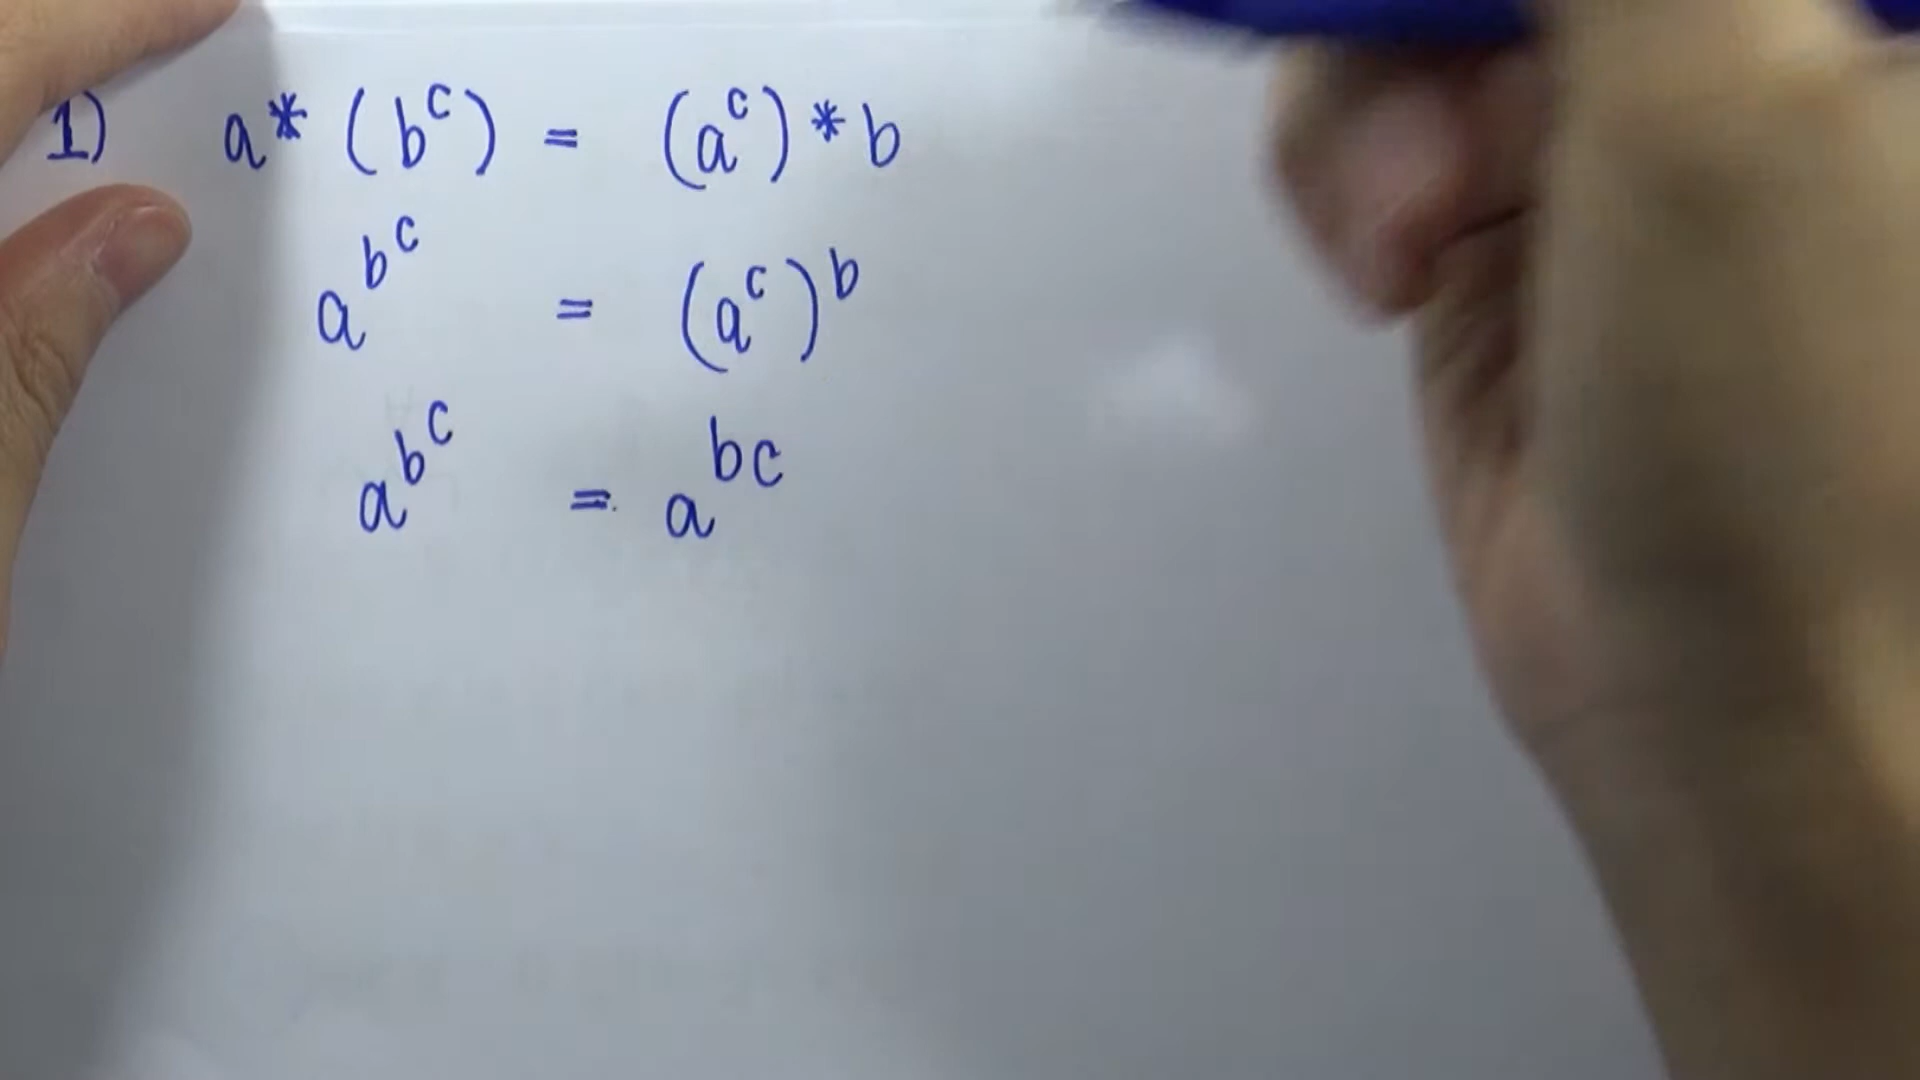 1) a * (b^c) = (a^c) * b
a^b^c = (a^c)^b
a^b^c = a^bc